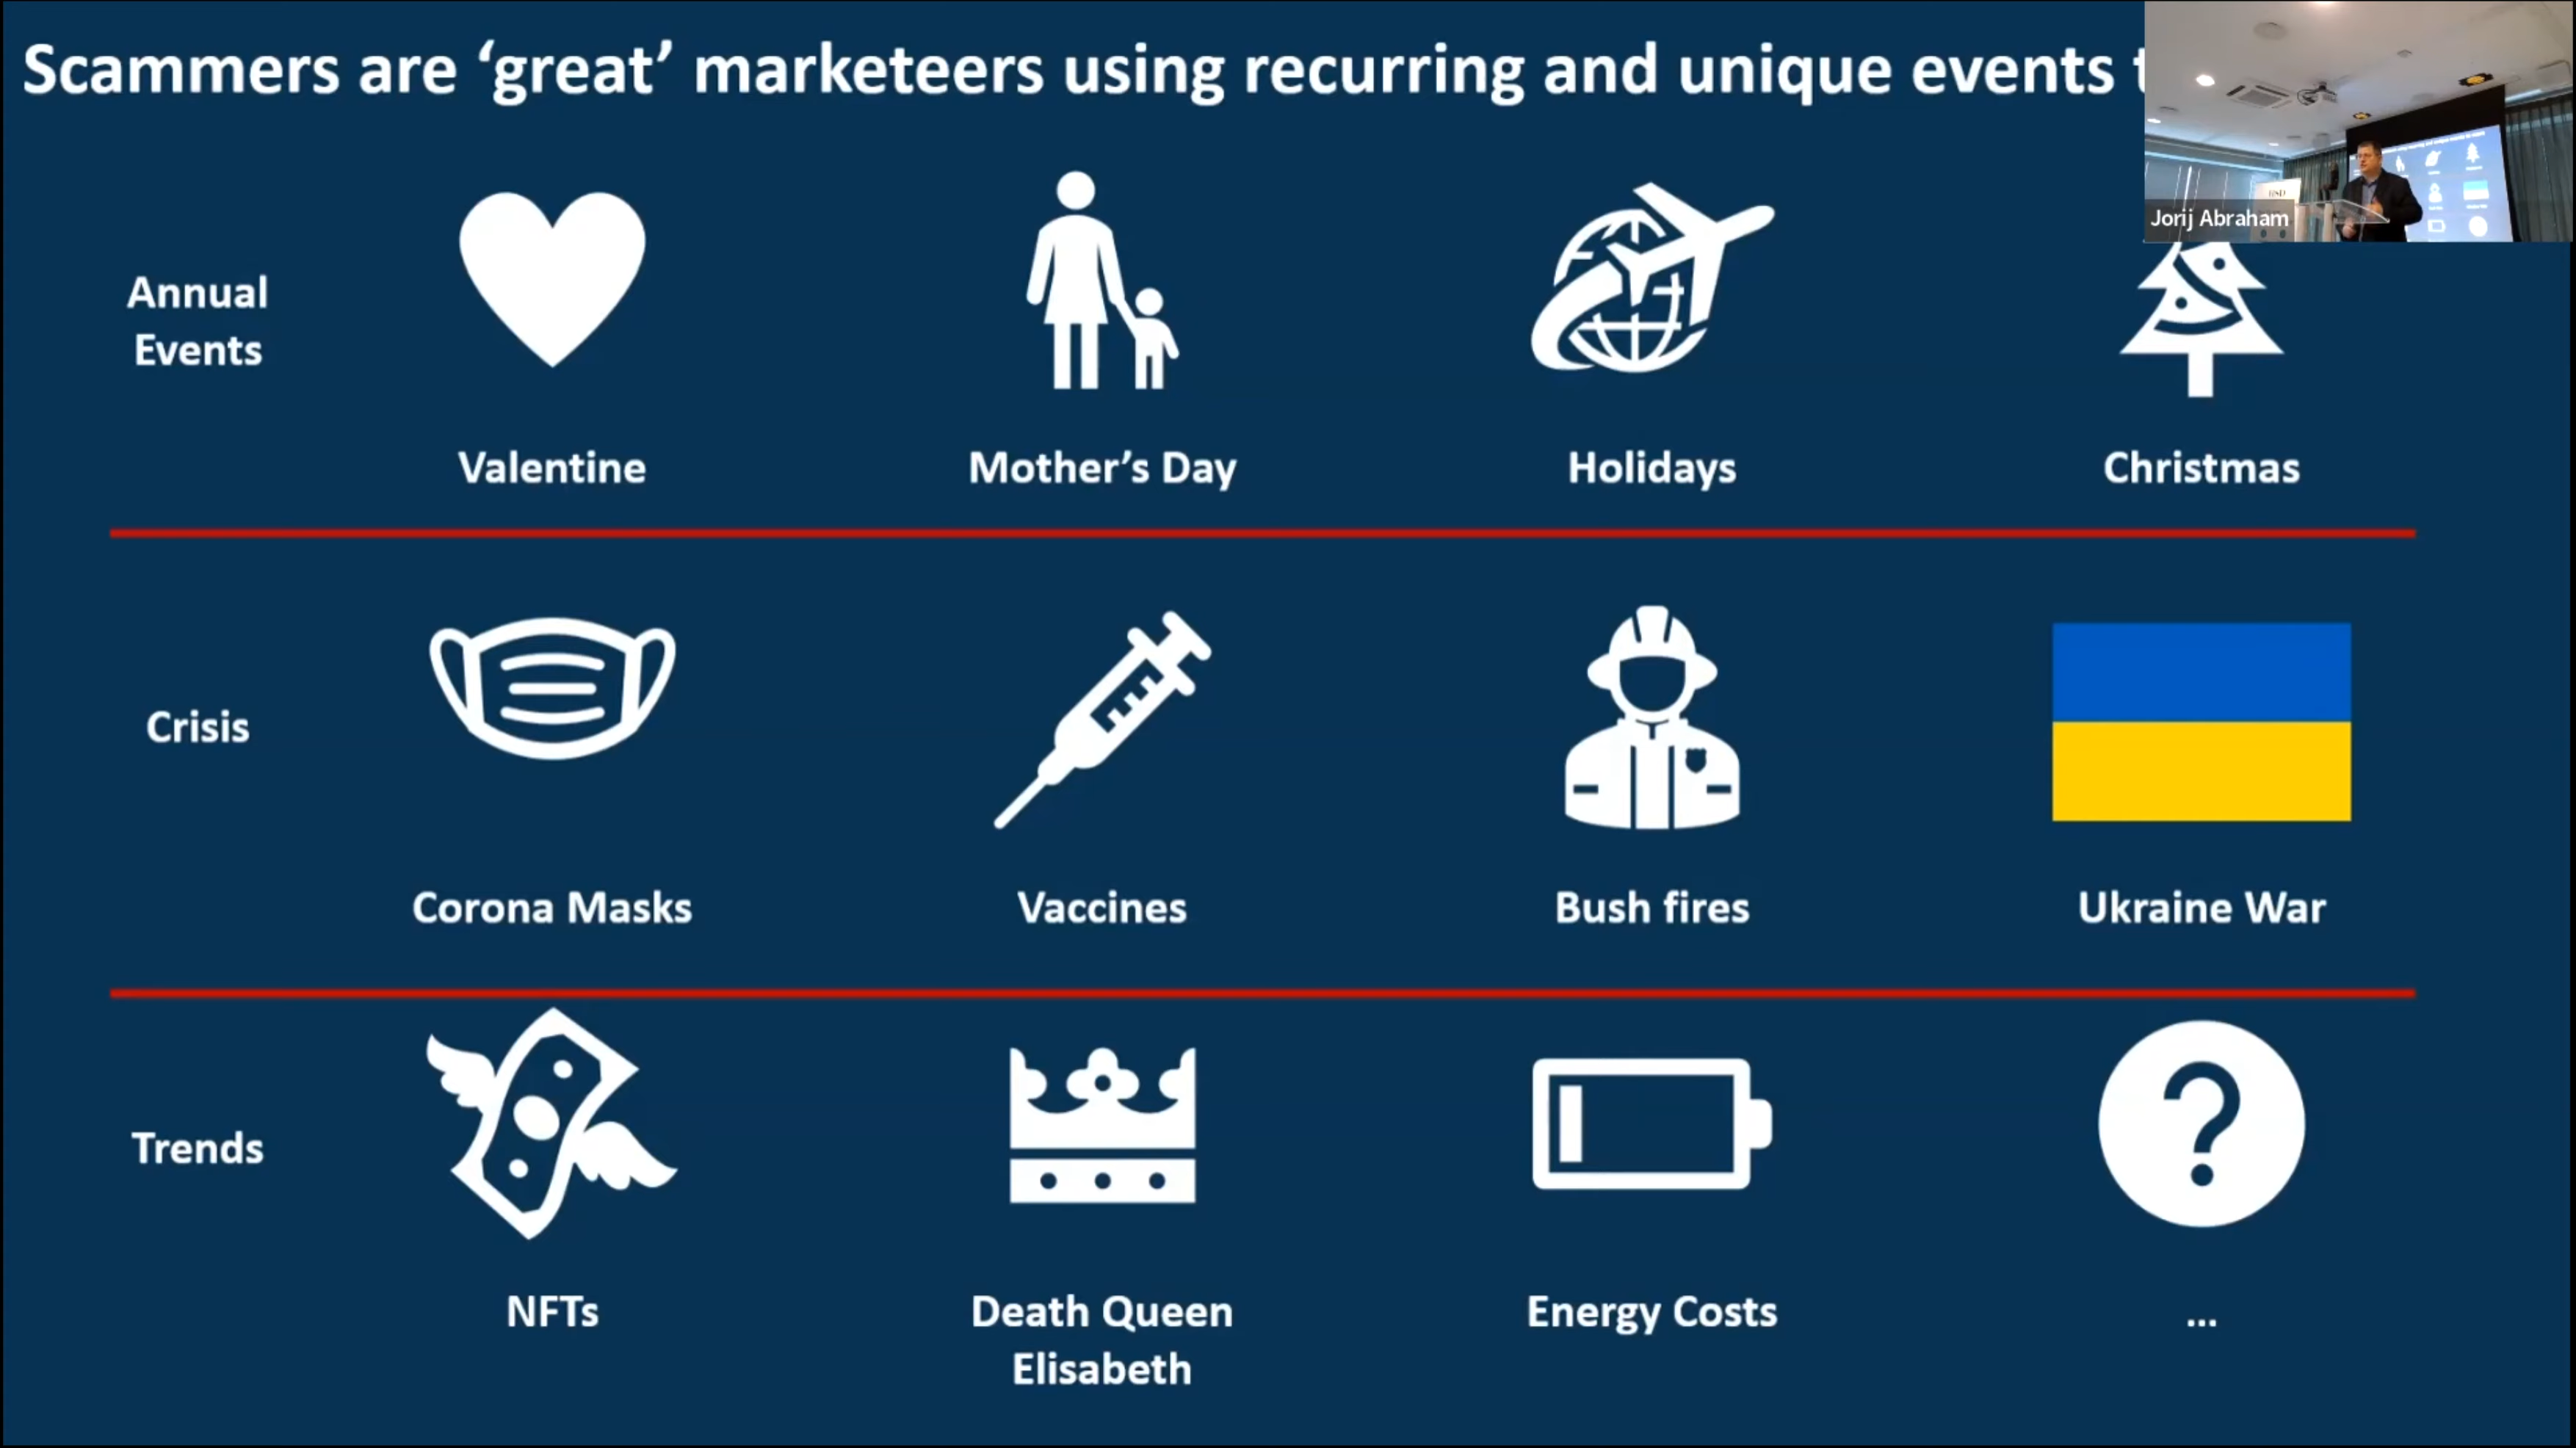 Scammers are ‘great’ marketeers using recurring and unique events
Jorij Abraham
Annual
Events
Valentine
Mother’s Day
Holidays
Christmas
Crisis
Corona Masks
Vaccines
Bush fires
Ukraine War
Trends
NFTs
Death Queen
Elisabeth
Energy Costs
...